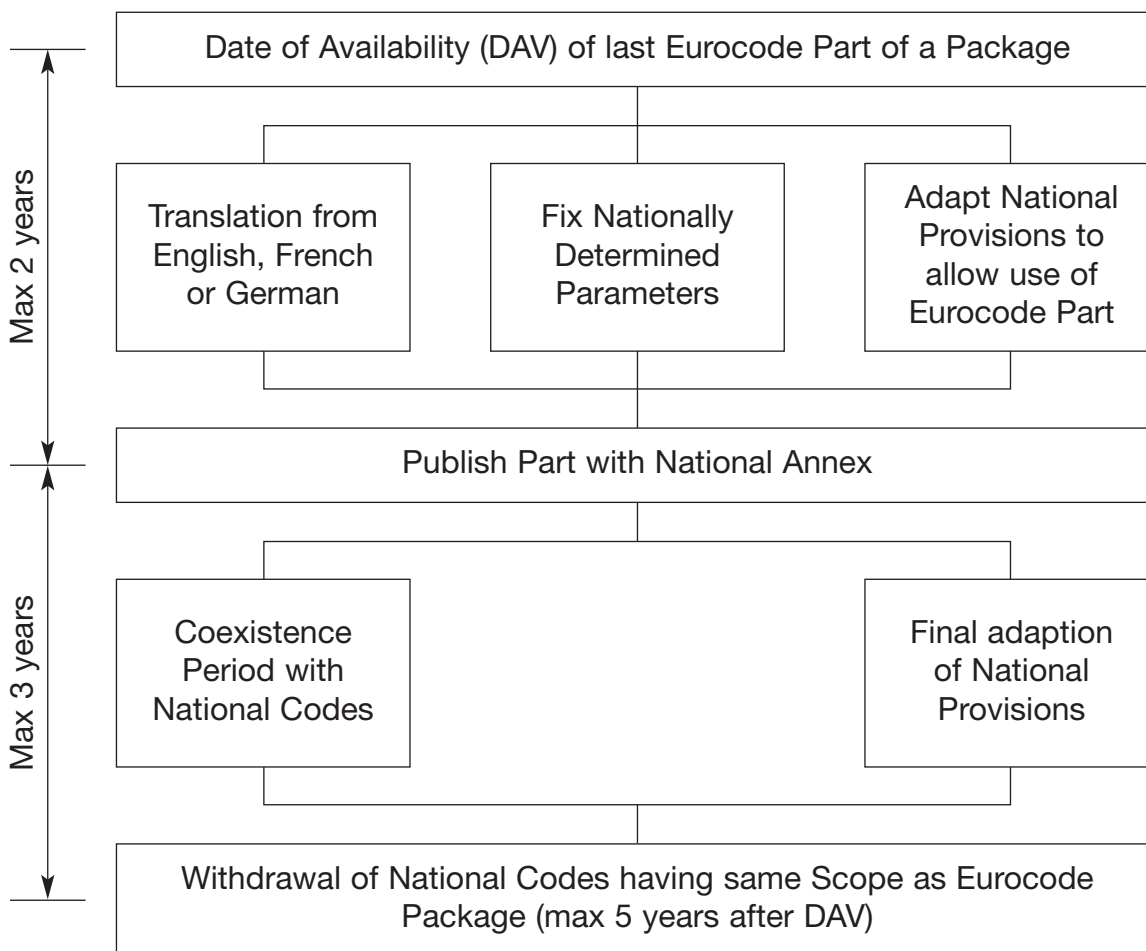 Date of Availability (DAV) of last Eurocode Part of a Package
Max 2 years
Translation from
English, French
or German
Fix Nationally
Determined
Parameters
Adapt National
Provisions to
allow use of
Eurocode Part
Publish Part with National Annex
Max 3 years
Coexistence
Period with
National Codes
Final adaption
of National
Provisions
Withdrawal of National Codes having same Scope as Eurocode
Package (max 5 years after DAV)